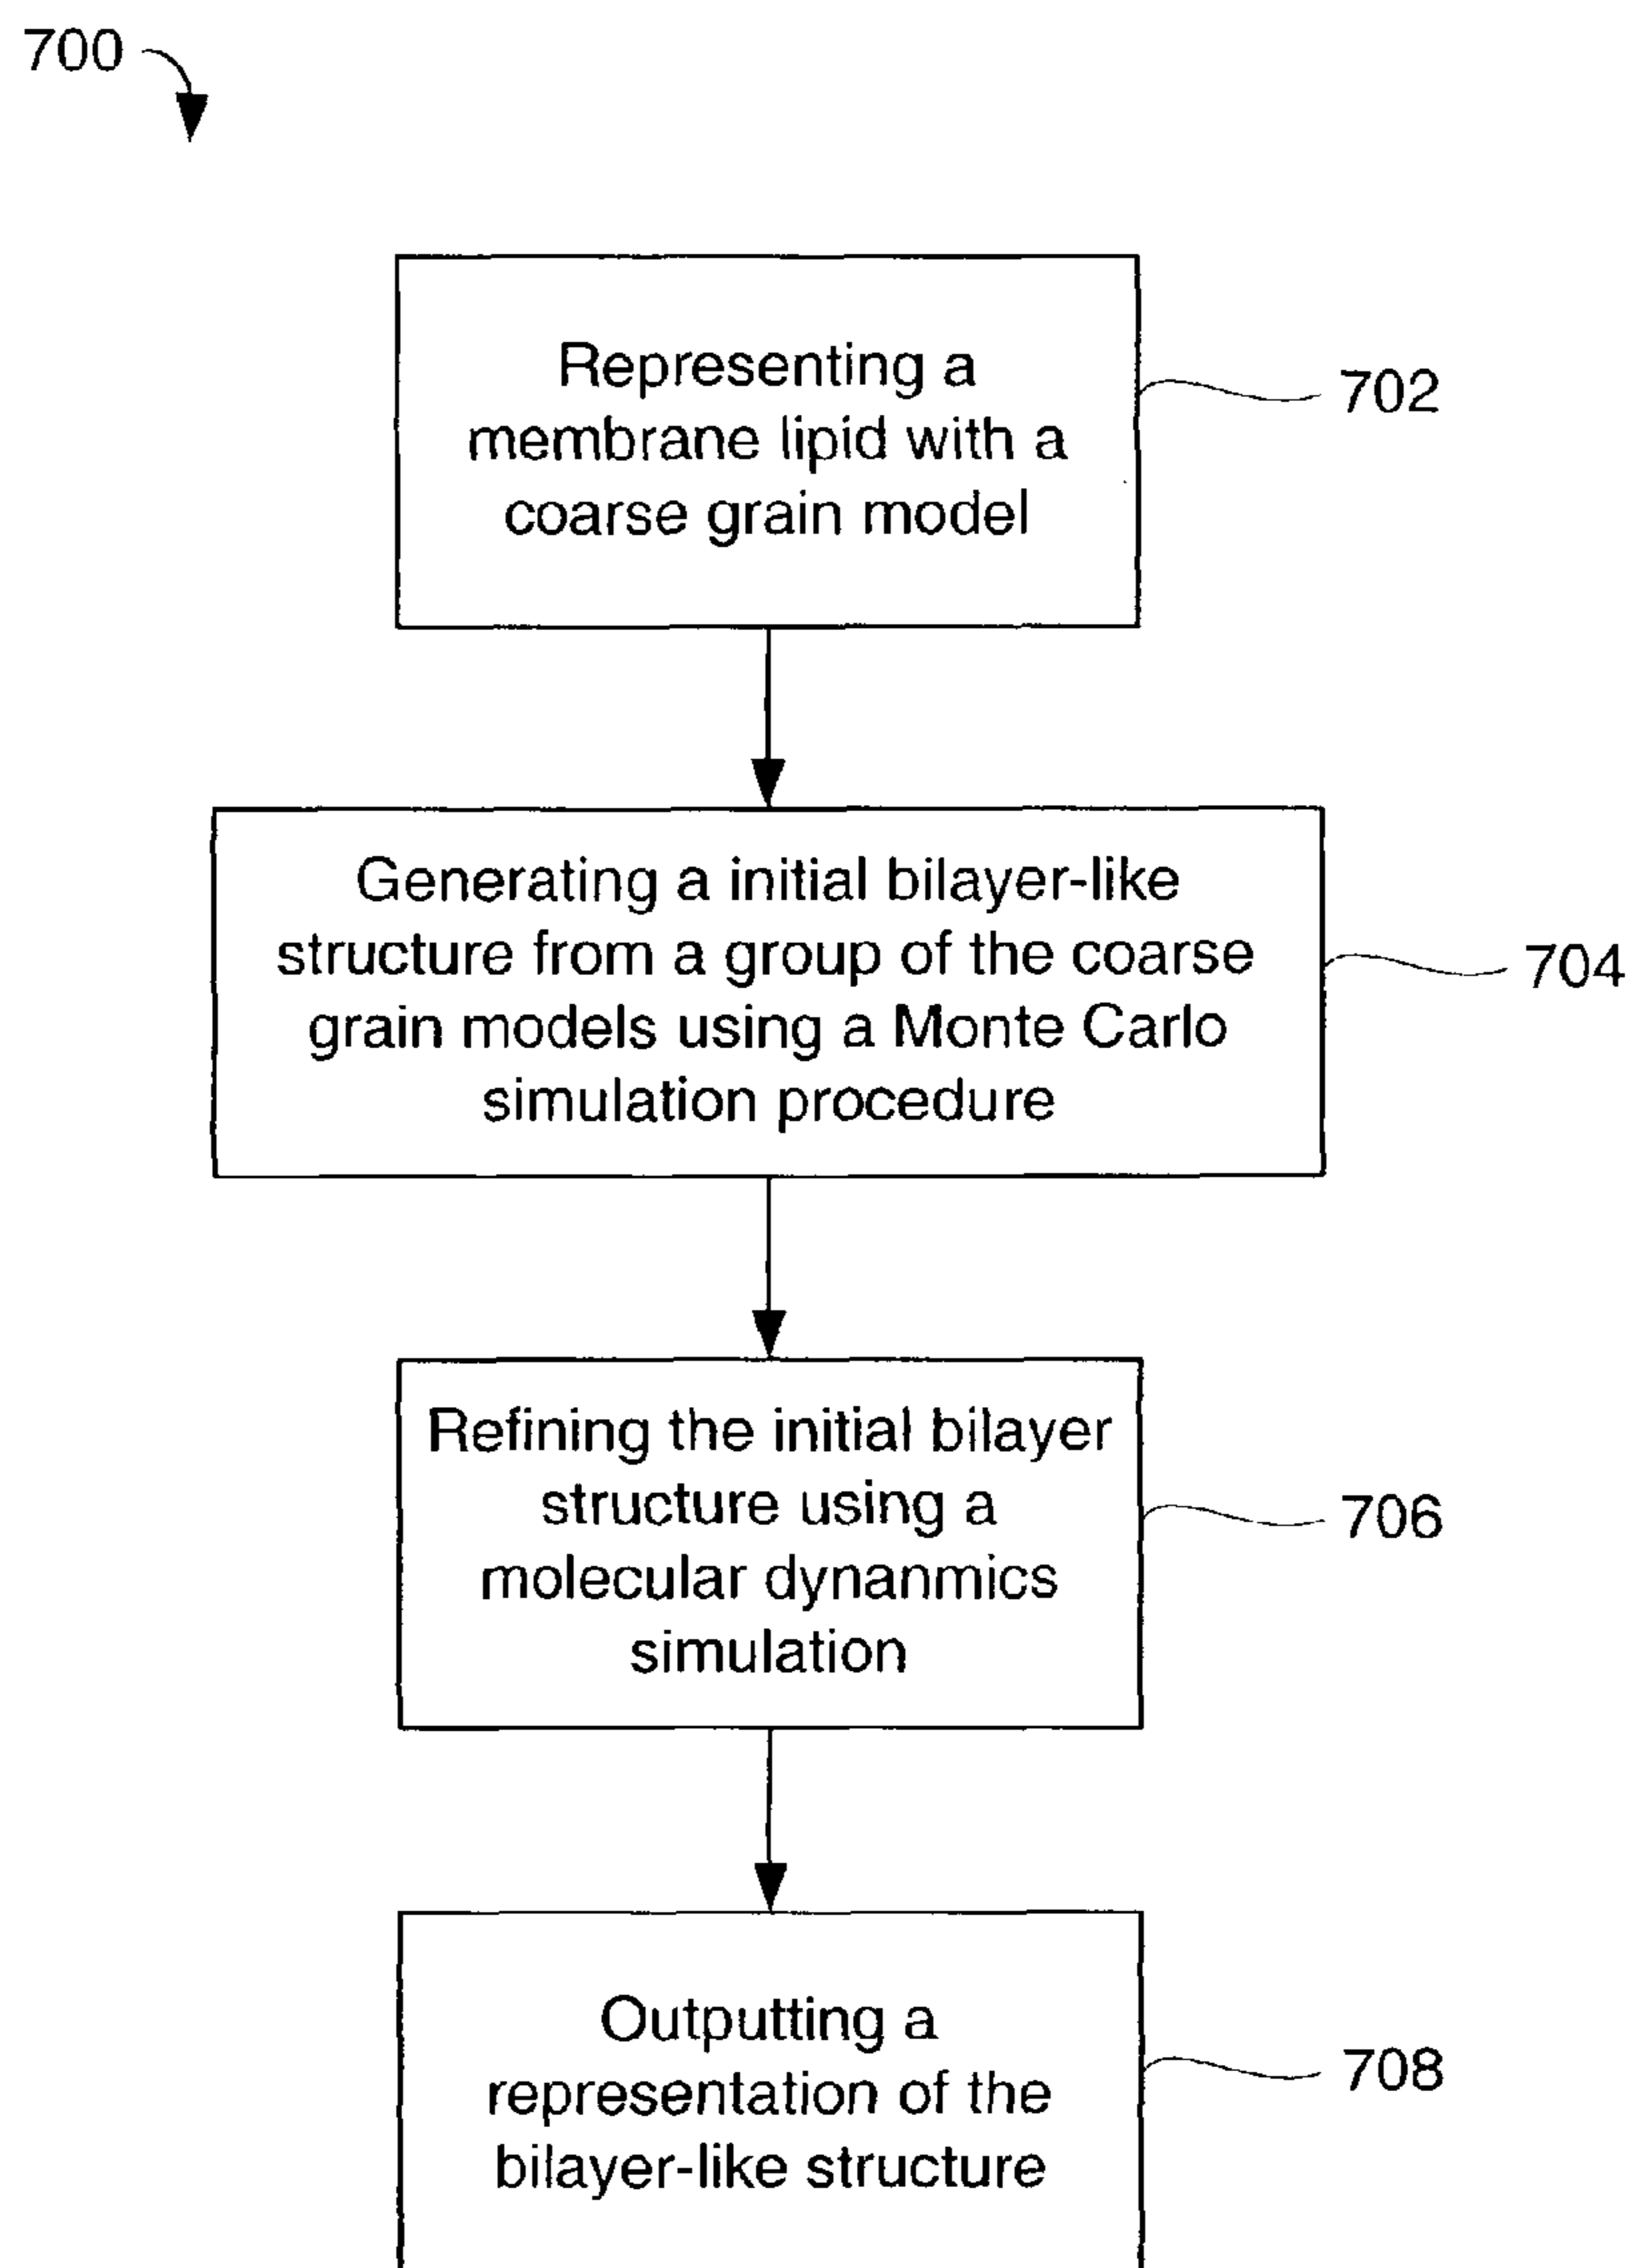 700
Representing a
membrane lipid with a
coarse grain model
702
Generating a initial bilayer-like
structure from a group of the coarse
grain models using a Monte Carlo
simulation procedure
704
Refining the initial bilayer
structure using a
molecular dynanmics
simulation
706
Outputting a
representation of the
bilayer-like structure
708